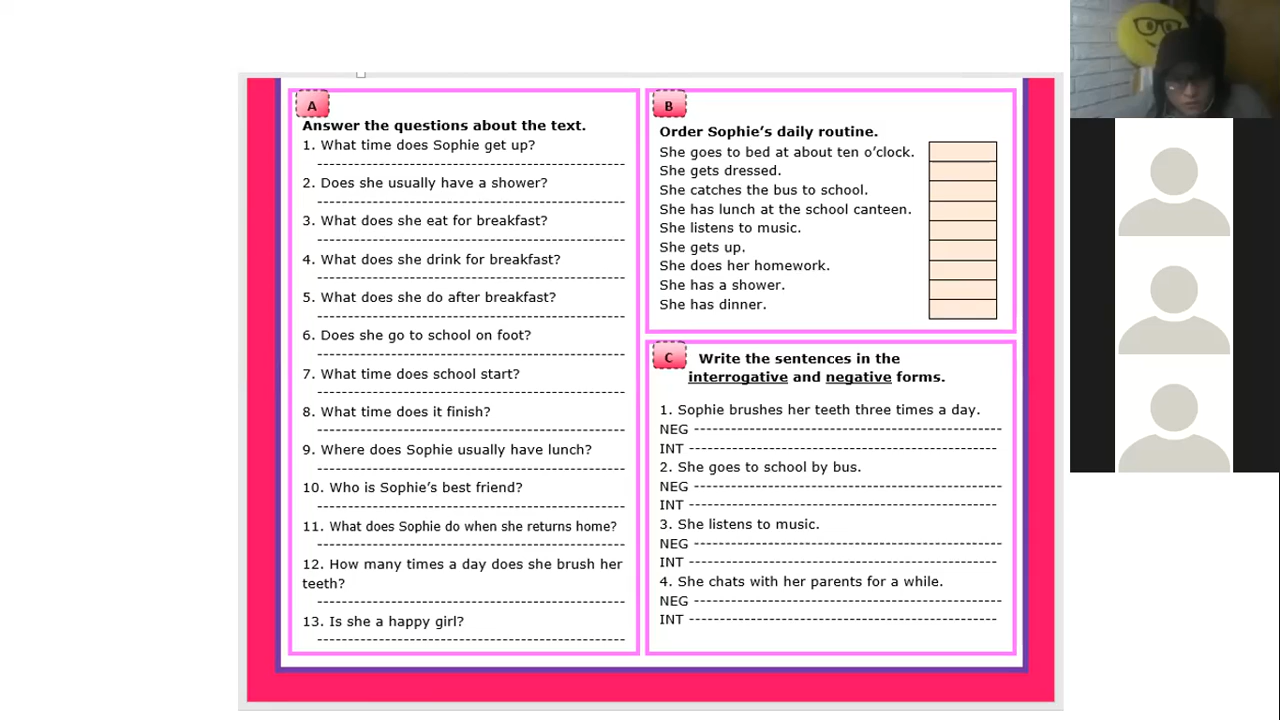 A
Answer the questions about the text.
1. What time does Sophie get up?
2. Does she usually have a shower?
3. What does she eat for breakfast?
4. What does she drink for breakfast?
5. What does she do after breakfast?
6. Does she go to school on foot?
7. What time does school start?
8. What time does it finish?
9. Where does Sophie usually have lunch?
10. Who is Sophie’s best friend?
11. What does Sophie do when she returns home?
12. How many times a day does she brush her
teeth?
13. Is she a happy girl?
B
Order Sophie’s daily routine.
She goes to bed at about ten o’clock.
She gets dressed.
She catches the bus to school.
She has lunch at the school canteen.
She listens to music.
She gets up.
She does her homework.
She has a shower.
She has dinner.
C
Write the sentences in the
interrogative and negative forms.
1. Sophie brushes her teeth three times a day.
NEG
INT
2. She goes to school by bus.
NEG
INT
3. She listens to music.
NEG
INT
4. She chats with her parents for a while.
NEG
INT